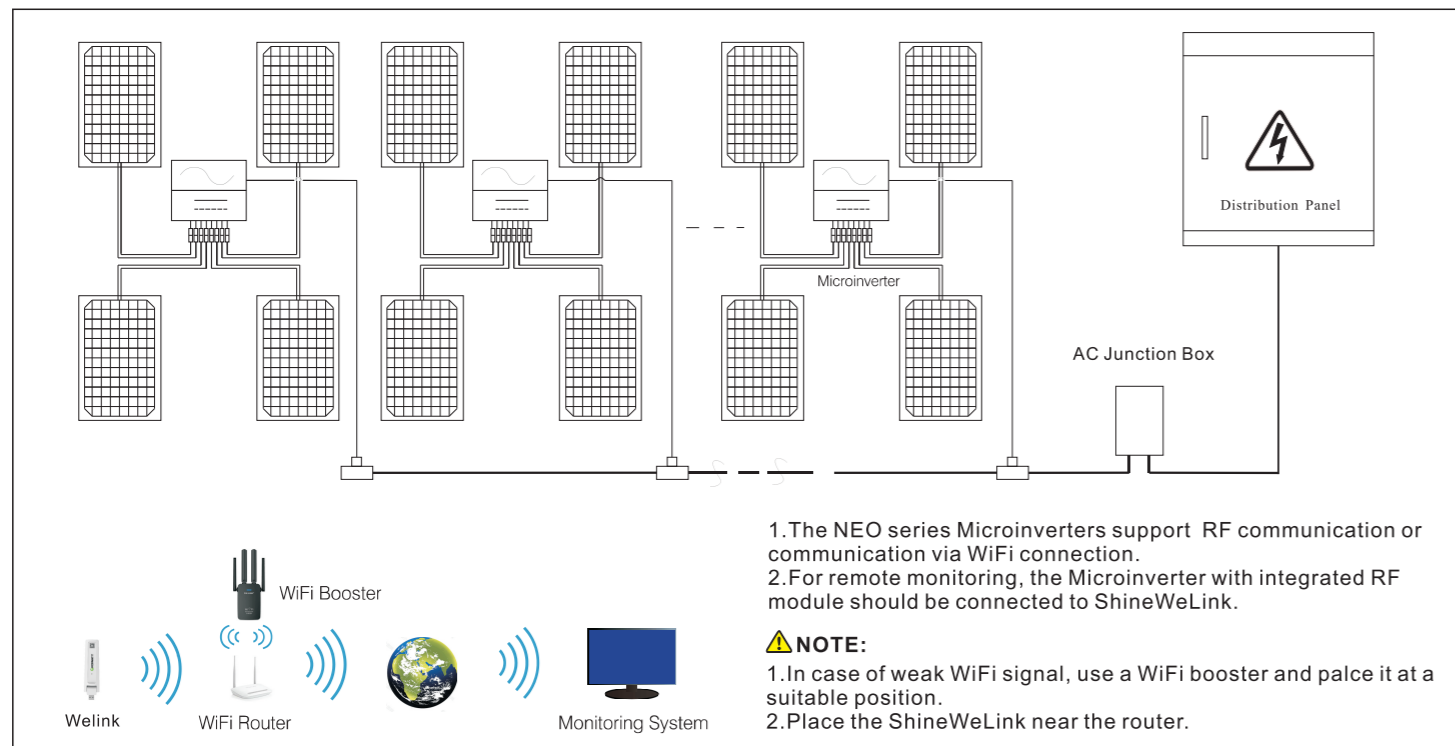 Distribution Panel
Microinverter
AC Junction Box
WiFi Booster
Welink
WiFi Router
Monitoring System
1.The NEO series Microinverters support RF communication or
communication via WiFi connection.
2.For remote monitoring, the Microinverter with integrated RF
module should be connected to ShineWeLink.
NOTE:
1.In case of weak WiFi signal, use a WiFi booster and palce it at a
suitable position.
2.Place the ShineWeLink near the router.